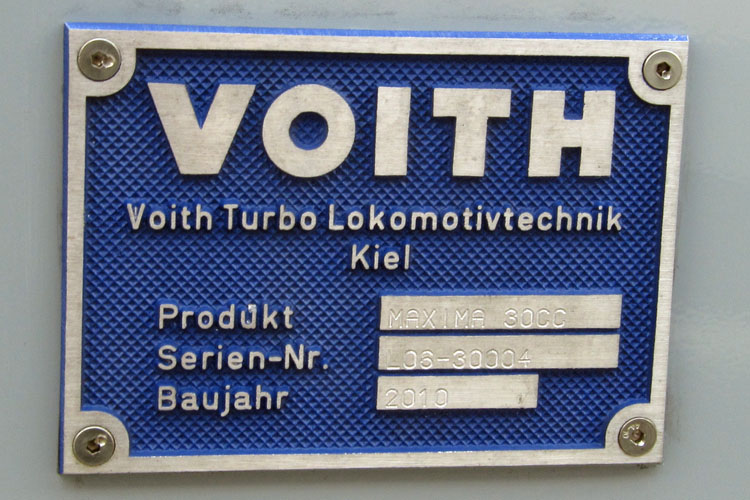 VOITH
Voith Turbo Lokomotivtechnik
Kiel
Produkt MAXIMA 30CC
Serien-Nr. L06-30004
Baujahr 2010